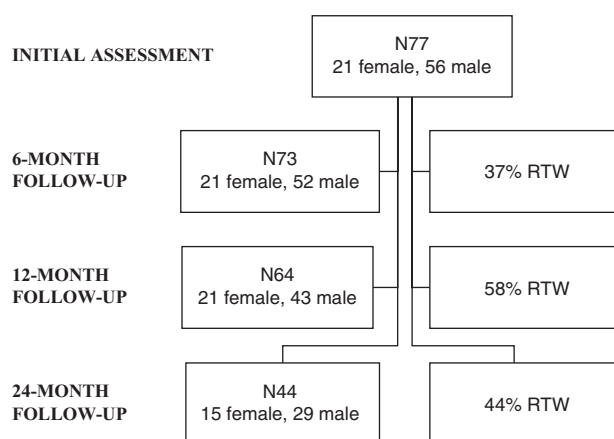 INITIAL ASSESSMENT
N77
21 female, 56 male
6-MONTH
FOLLOW-UP
N73
21 female, 52 male
37% RTW
12-MONTH
FOLLOW-UP
N64
21 female, 43 male
58% RTW
24-MONTH
FOLLOW-UP
N44
15 female, 29 male
44% RTW